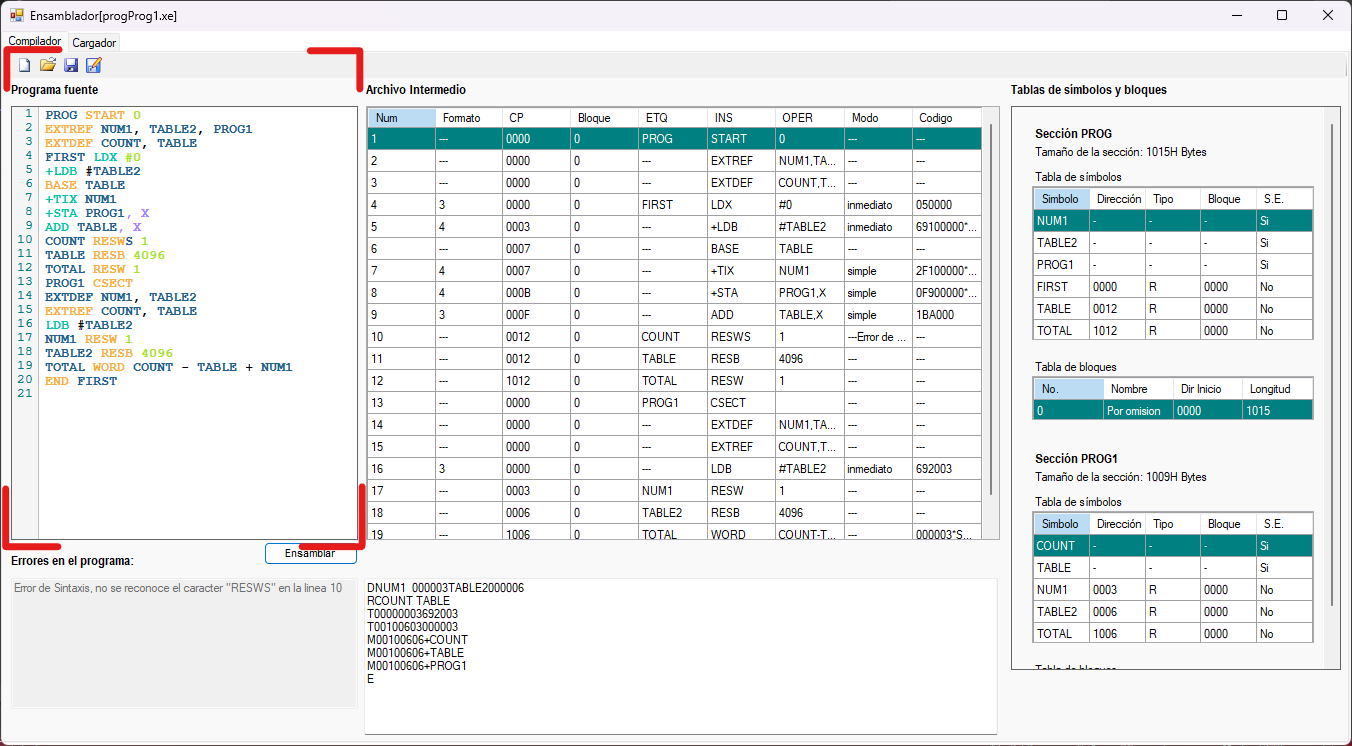 Ensamblador[progProg1.xe]
Compilador Cargador
Programa fuente
1 PROG START 0
2 EXTREF NUM1, TABLE2, PROG1
3 EXTDEF COUNT, TABLE
4 FIRST LDX #0
5 +LDB #TABLE2
6 BASE TABLE
7 +TIX NUM1
8 +STA PROG1, X
9 ADD TABLE, X
10 COUNT RESWS 1
11 TABLE RESB 4096
12 TOTAL RESW 1
13 PROG1 CSECT
14 EXTDEF NUM1, TABLE2
15 EXTREF COUNT, TABLE
16 LDB #TABLE2
17 NUM1 RESW 1
18 TABLE2 RESB 4096
19 TOTAL WORD COUNT - TABLE + NUM1
20 END FIRST
21
Ensamblar
Errores en el programa:
Error de Sintaxis, no se reconoce el caracter "RESWS" en la linea 10
Archivo Intermedio
Num Formato CP Bloque ETQ INS OPER Modo Codigo
1 --- 0000 0 PROG START 0 --- ---
2 --- 0000 0 --- EXTREF NUM1,TA... --- ---
3 --- 0000 0 --- EXTDEF COUNT,T... --- ---
4 3 0000 0 FIRST LDX #0 inmediato 050000
5 4 0003 0 --- +LDB #TABLE2 inmediato 69100000*...
6 --- 0007 0 --- BASE TABLE --- ---
7 4 0007 0 --- +TIX NUM1 simple 2F100000*...
8 4 000B 0 --- +STA PROG1,X simple 0F900000*...
9 3 000F 0 --- ADD TABLE,X simple 1BA000
10 --- 0012 0 COUNT RESWS 1 ---Error de ... ---
11 --- 0012 0 TABLE RESB 4096 --- ---
12 --- 1012 0 TOTAL RESW 1 --- ---
13 --- 0000 0 PROG1 CSECT --- ---
14 --- 0000 0 --- EXTDEF NUM1,TA... --- ---
15 --- 0000 0 --- EXTREF COUNT,T... --- ---
16 3 0000 0 --- LDB #TABLE2 inmediato 692003
17 --- 0003 0 NUM1 RESW 1 --- ---
18 --- 0006 0 TABLE2 RESB 4096 --- ---
19 --- 1006 0 TOTAL WORD COUNT-T... --- 000003*S...
DNUM1 000003TABLE2000006
RCOUNT TABLE
T00000003692003
T00100603000003
M00100606+COUNT
M00100606+TABLE
M00100606+PROG1
E
Tablas de simbolos y bloques
Sección PROG
Tamaño de la sección: 1015H Bytes
Tabla de símbolos
Simbolo Dirección Tipo Bloque S.E.
NUM1 - - - Si
TABLE2 - - - Si
PROG1 - - - Si
FIRST 0000 R 0000 No
TABLE 0012 R 0000 No
TOTAL 1012 R 0000 No
Tabla de bloques
No. Nombre Dir Inicio Longitud
0 Por omision 0000 1015
Sección PROG1
Tamaño de la sección: 1009H Bytes
Tabla de símbolos
Simbolo Dirección Tipo Bloque S.E.
COUNT - - - Si
TABLE - - - Si
NUM1 0003 R 0000 No
TABLE2 0006 R 0000 No
TOTAL 1006 R 0000 No
Tabla de bloques